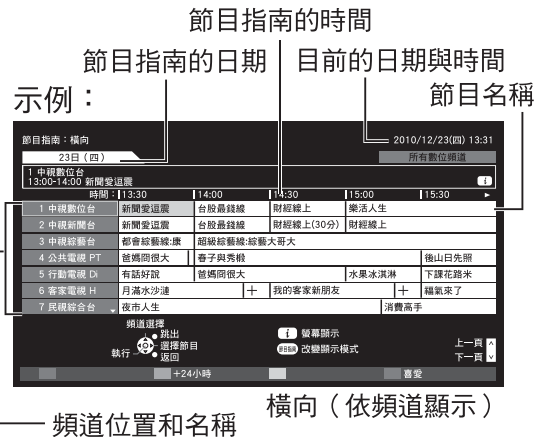 節目指南的時間
節目指南的日期 目前的日期與時間
示例： 節目名稱
節目指南：橫向 2010/12/23(四) 13:31
23日（四） 所有數位頻道
1 中視數位台
13:00-14:00 新聞愛逗震 i
時間： 13:30 14:00 14:30 15:00 15:30 ►
1 中視數位台 新聞愛逗震 台股最錢線 財經線上 樂活人生
2 中視新聞台 新聞愛逗震 台股最錢線 財經線上(30分) 財經線上
3 中視綜藝台 都會綜藝線:康 超級綜藝線:綜藝大哥大
4 公共電視 PT 爸媽冏很大 春子與秀緞 後山日先照
5 行動電視 Di 有話好說 爸媽冏很大 水果冰淇淋 下課花路米
6 客家電視 H 月滿水沙漣 ＋ 我的客家新朋友 ＋ 福氣來了
7 民視綜合台 夜市人生 消費高手
頻道選擇
跳出 i 螢幕顯示
選擇節目 上一頁
執行 節目指南 改變顯示模式
返回 下一頁
+24小時 喜愛
橫向（依頻道顯示）
頻道位置和名稱